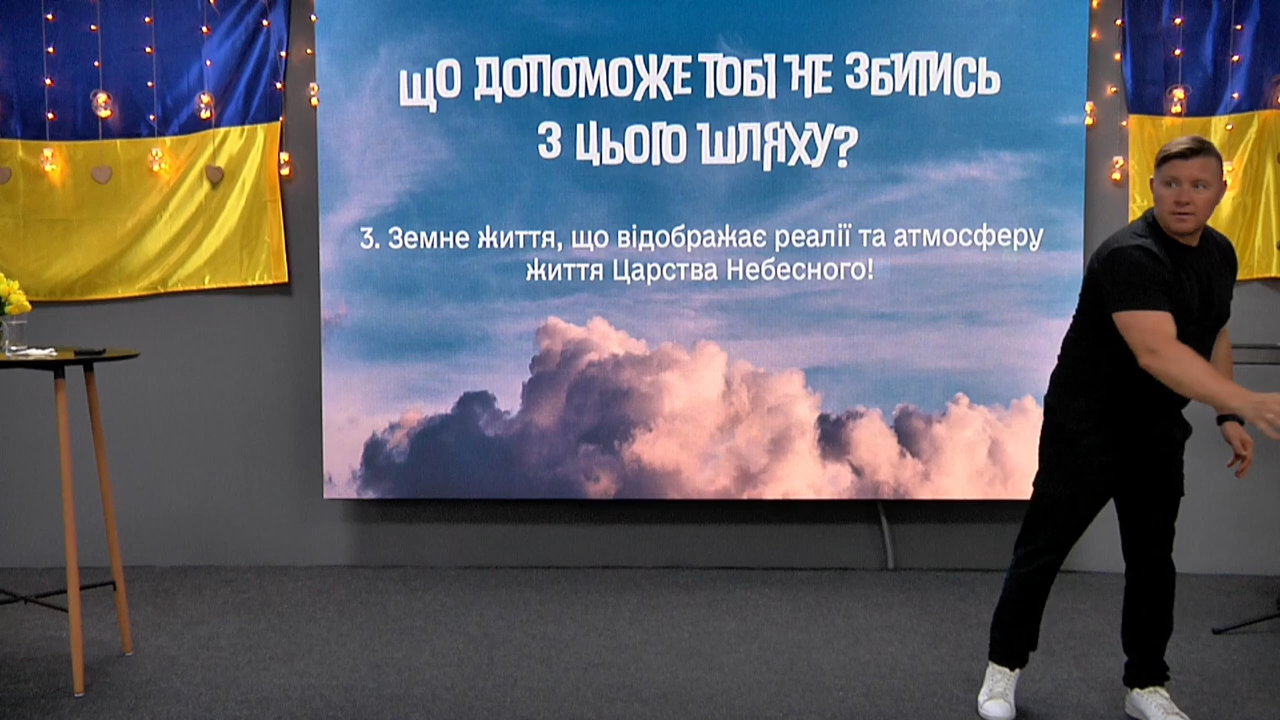 ЩО ДОПОМОЖЕ ТОБІ НЕ ЗБИТИСЬ
З ЦЬОГО ШЛЯХУ?
3. Земне життя, що відображає реалії та атмосферу
життя Царства Небесного!